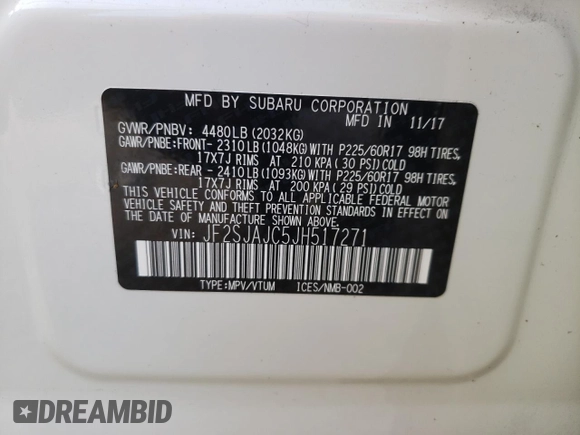 MFD BY SUBARU CORPORATION
MFD IN 11/17
GVWR/PNBV: 4480LB (2032KG)
GAWR/PNBE:FRONT- 2310LB (1048KG) WITH P225/60R17 98H TIRES,
17X7J RIMS AT 210 KPA (30 PSI) COLD
GAWR/PNBE:REAR - 2410LB (1093KG) WITH P225/60R17 98H TIRES,
17X7J RIMS AT 200 KPA (29 PSI) COLD
THIS VEHICLE CONFORMS TO ALL APPLICABLE FEDERAL MOTOR
VEHICLE SAFETY AND THEFT PREVENTION STANDARDS IN EFFECT ON
THE DATE OF MANUFACTURE SHOWN ABOVE.
VIN: JF2SJAJC5JH517271
TYPE:MPV/VTUM ICES/NMB-002
DREAMBID